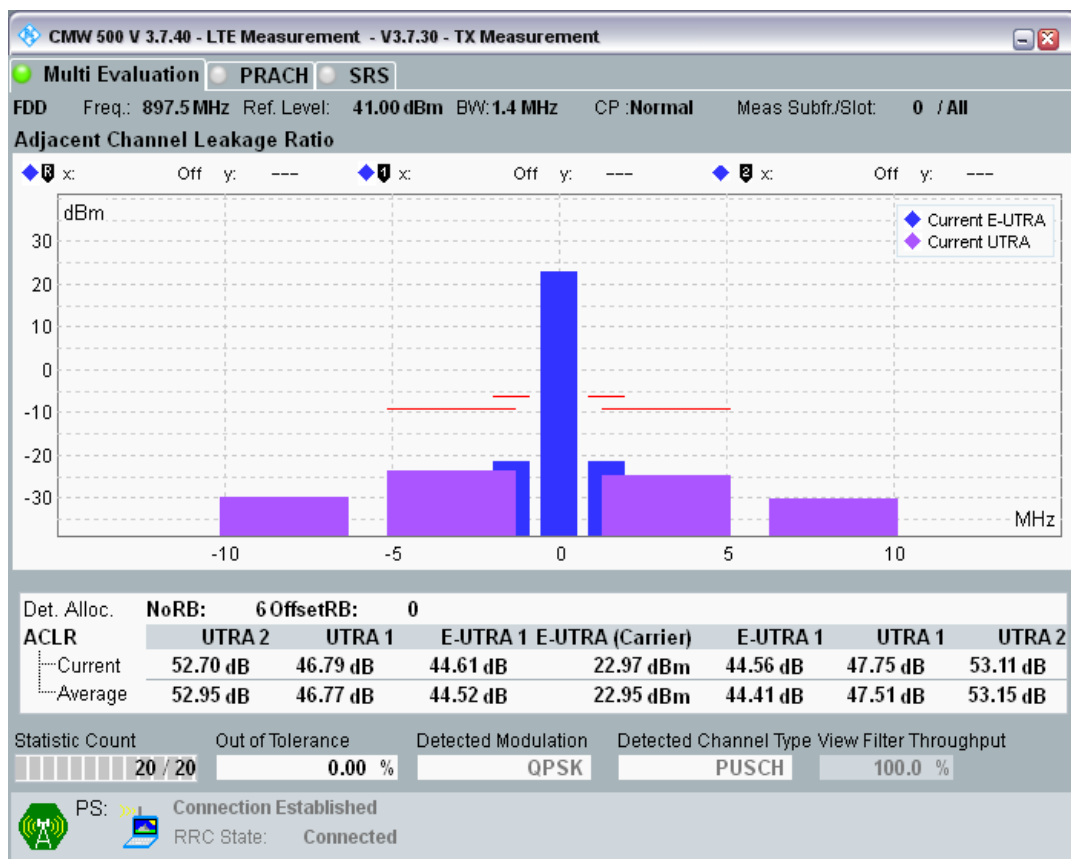 CMW 500 V 3.7.40 - LTE Measurement - V3.7.30 - TX Measurement
Multi Evaluation PRACH SRS
FDD Freq.: 897.5 MHz Ref. Level: 41.00 dBm BW: 1.4 MHz CP :Normal Meas Subfr./Slot: 0 / All
Adjacent Channel Leakage Ratio
R x: Off y: --- 1 x: Off y: --- 2 x: Off y: ---
dBm
Current E-UTRA
Current UTRA
30
20
10
0
-10
-20
-30
MHz
-10 -5 0 5 10
Det. Alloc. NoRB: 6 OffsetRB: 0
ACLR UTRA 2 UTRA 1 E-UTRA 1 E-UTRA (Carrier) E-UTRA 1 UTRA 1 UTRA 2
Current 52.70 dB 46.79 dB 44.61 dB 22.97 dBm 44.56 dB 47.75 dB 53.11 dB
Average 52.95 dB 46.77 dB 44.52 dB 22.95 dBm 44.41 dB 47.51 dB 53.15 dB
Statistic Count Out of Tolerance Detected Modulation Detected Channel Type View Filter Throughput
20 / 20 0.00 % QPSK PUSCH 100.0 %
PS: Connection Established
RRC State: Connected